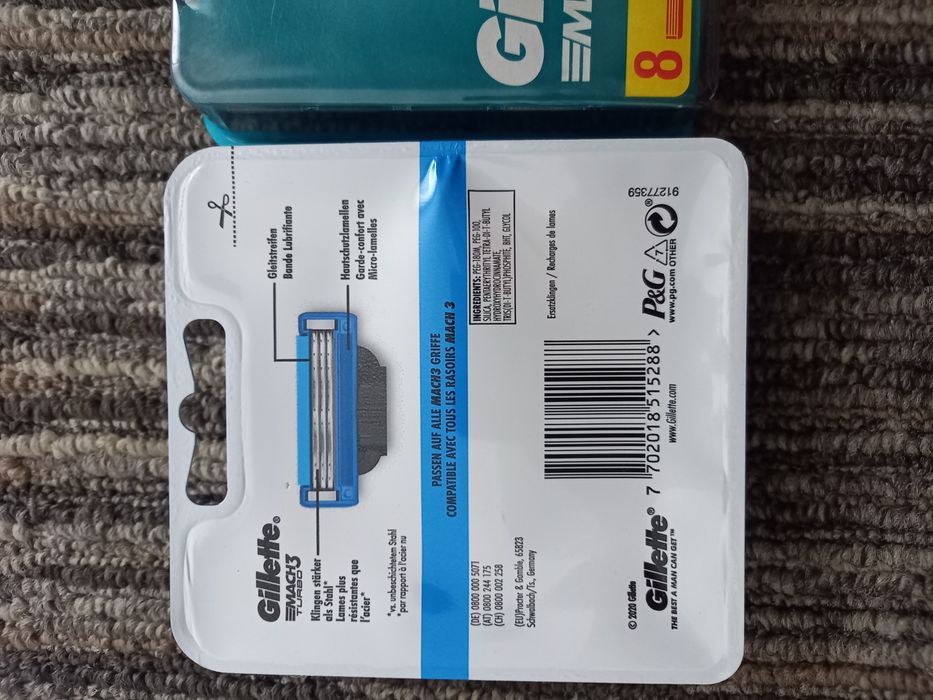 Gi
M
8
Gillette®
MACH3
TURBO
Gleitstreifen
Bande Lubrifiante
Hautschutzlamellen
Garde-confort avec
Micro-lamelles
Klingen stärker
als Stahl*
Lames plus
résistantes que
l'acier*
*vs. unbeschichtetem Stahl
*par rapport à l'acier nu
PASSEN AUF ALLE MACH3 GRIFFE
COMPATIBLE AVEC TOUS LES RASOIRS MACH 3
(DE) 0800 000 5071
(AT) 0800 244 175
(CH) 0800 002 258
(EU)Procter & Gamble, 65823
Schwalbach/Ts., Germany
INGREDIENTS: PEG-180M, PEG-100,
SILICA, PENTAERYTHRITYL TETRA-DI-T-BUTYL
HYDROXYHYDROCINNAMATE,
TRIS(DI-T-BUTYL)PHOSPHITE, BHT, GLYCOL
Ersatzklingen / Recharges de lames
7 702018 515288 >
www.Gillette.com
© 2020 Gillette
Gillette®
THE BEST A MAN CAN GET™
P&G
www.pg.com
7
OTHER
®
91277359